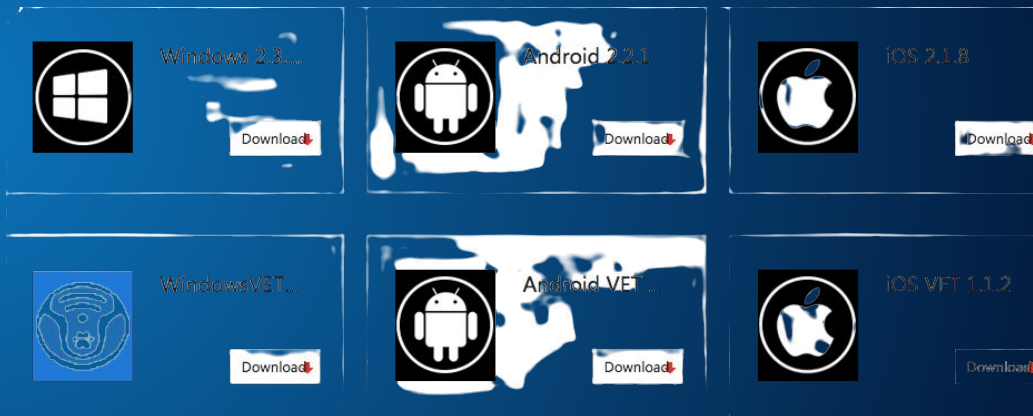 Windows 2.3....
Android 2.2.1
iOS 2.1.8
Download
Download
Download
WindowsVET...
Android VET ...
iOS VET 1.1.2
Download
Download
Download